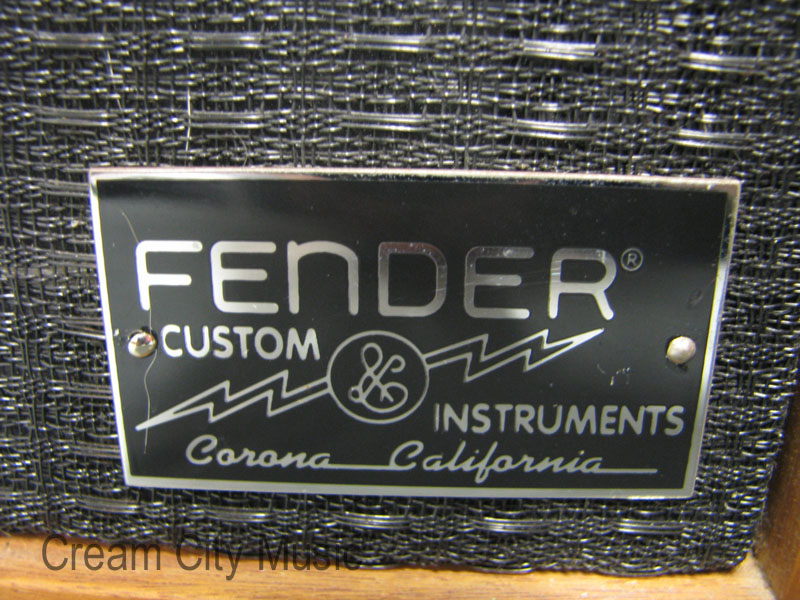 FENDER®
CUSTOM
&
INSTRUMENTS
Corona California
Cream City Music